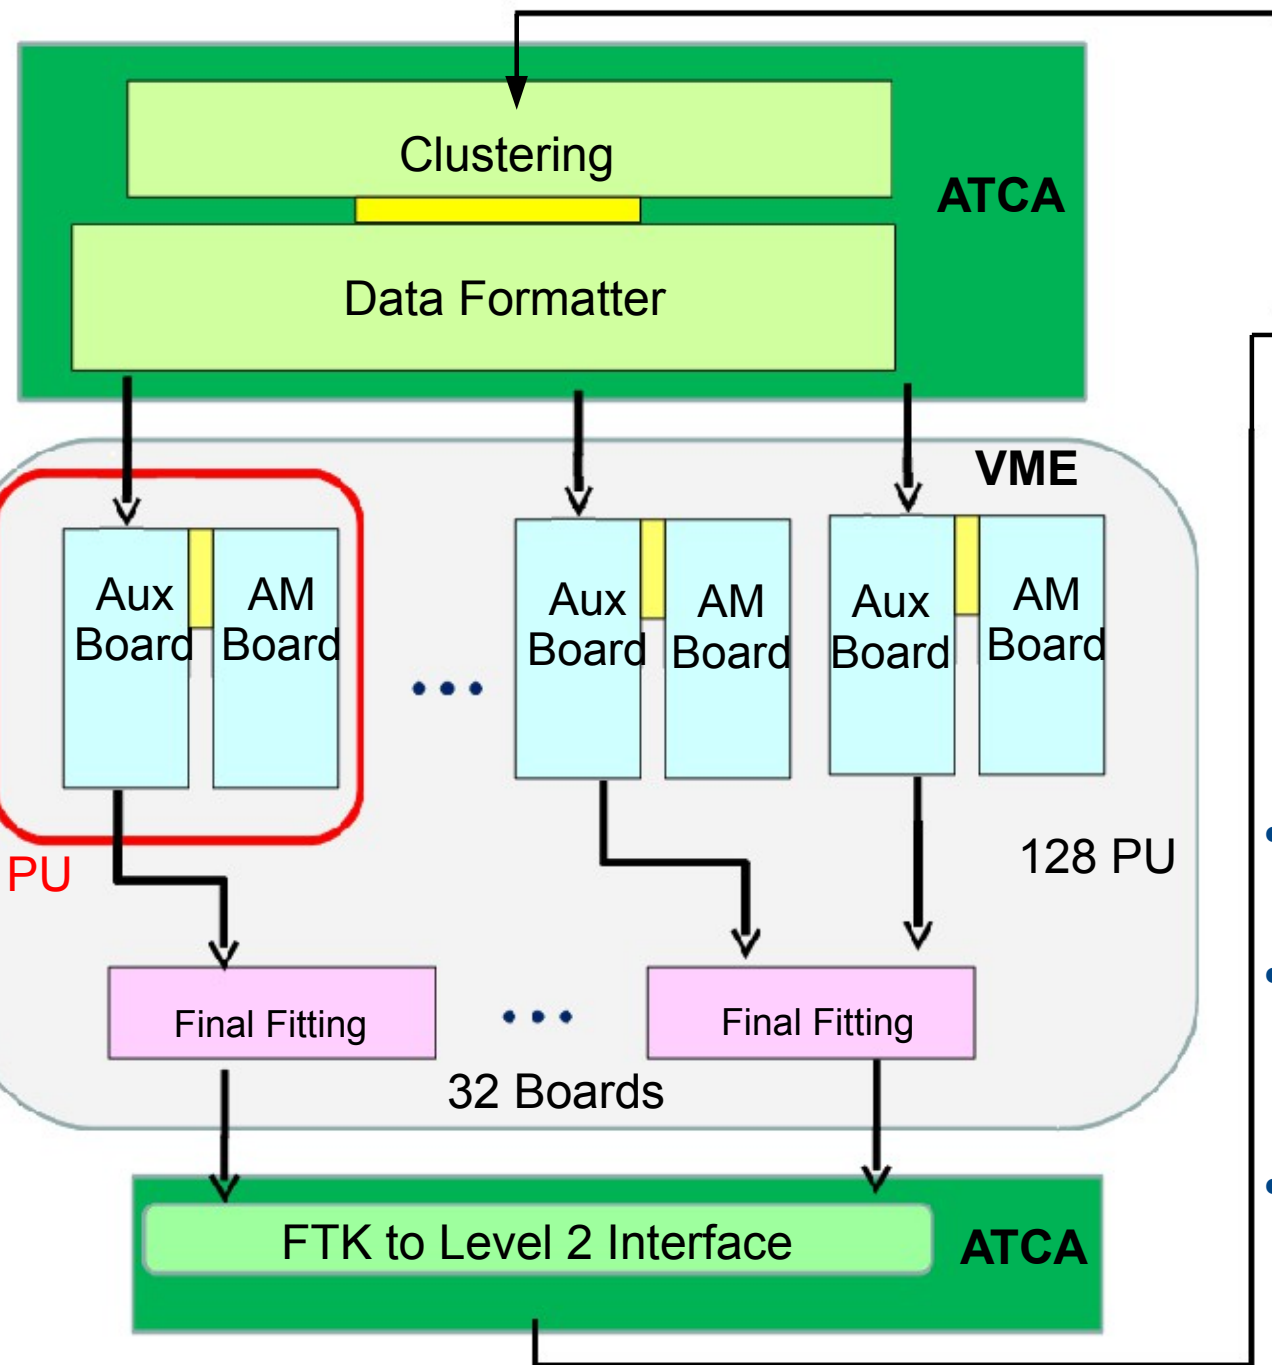 Clustering
ATCA
Data Formatter
VME
Aux
Board
AM
Board
Aux
Board
AM
Board
Aux
Board
AM
Board
PU
128 PU
Final Fitting
Final Fitting
32 Boards
FTK to Level 2 Interface
ATCA